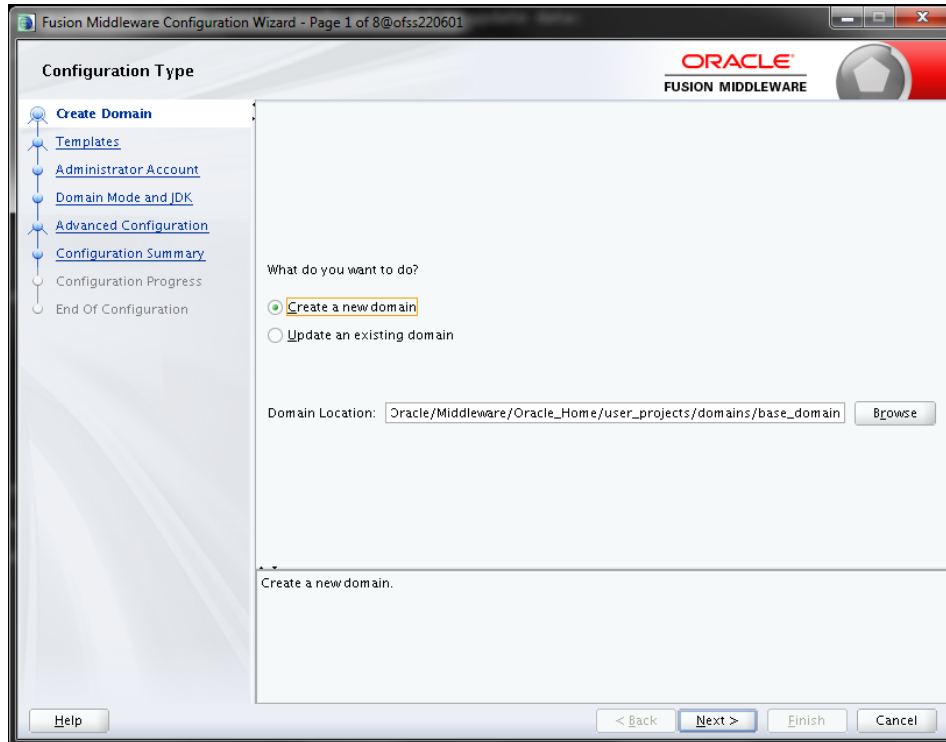 Fusion Middleware Configuration Wizard - Page 1 of 8@ofss220601
Configuration Type
ORACLE
FUSION MIDDLEWARE
Create Domain
Templates
Administrator Account
Domain Mode and JDK
Advanced Configuration
Configuration Summary
Configuration Progress
End Of Configuration
What do you want to do?
Create a new domain
Update an existing domain
Domain Location: Oracle/Middleware/Oracle_Home/user_projects/domains/base_domain Browse
Create a new domain.
Help < Back Next > Finish Cancel